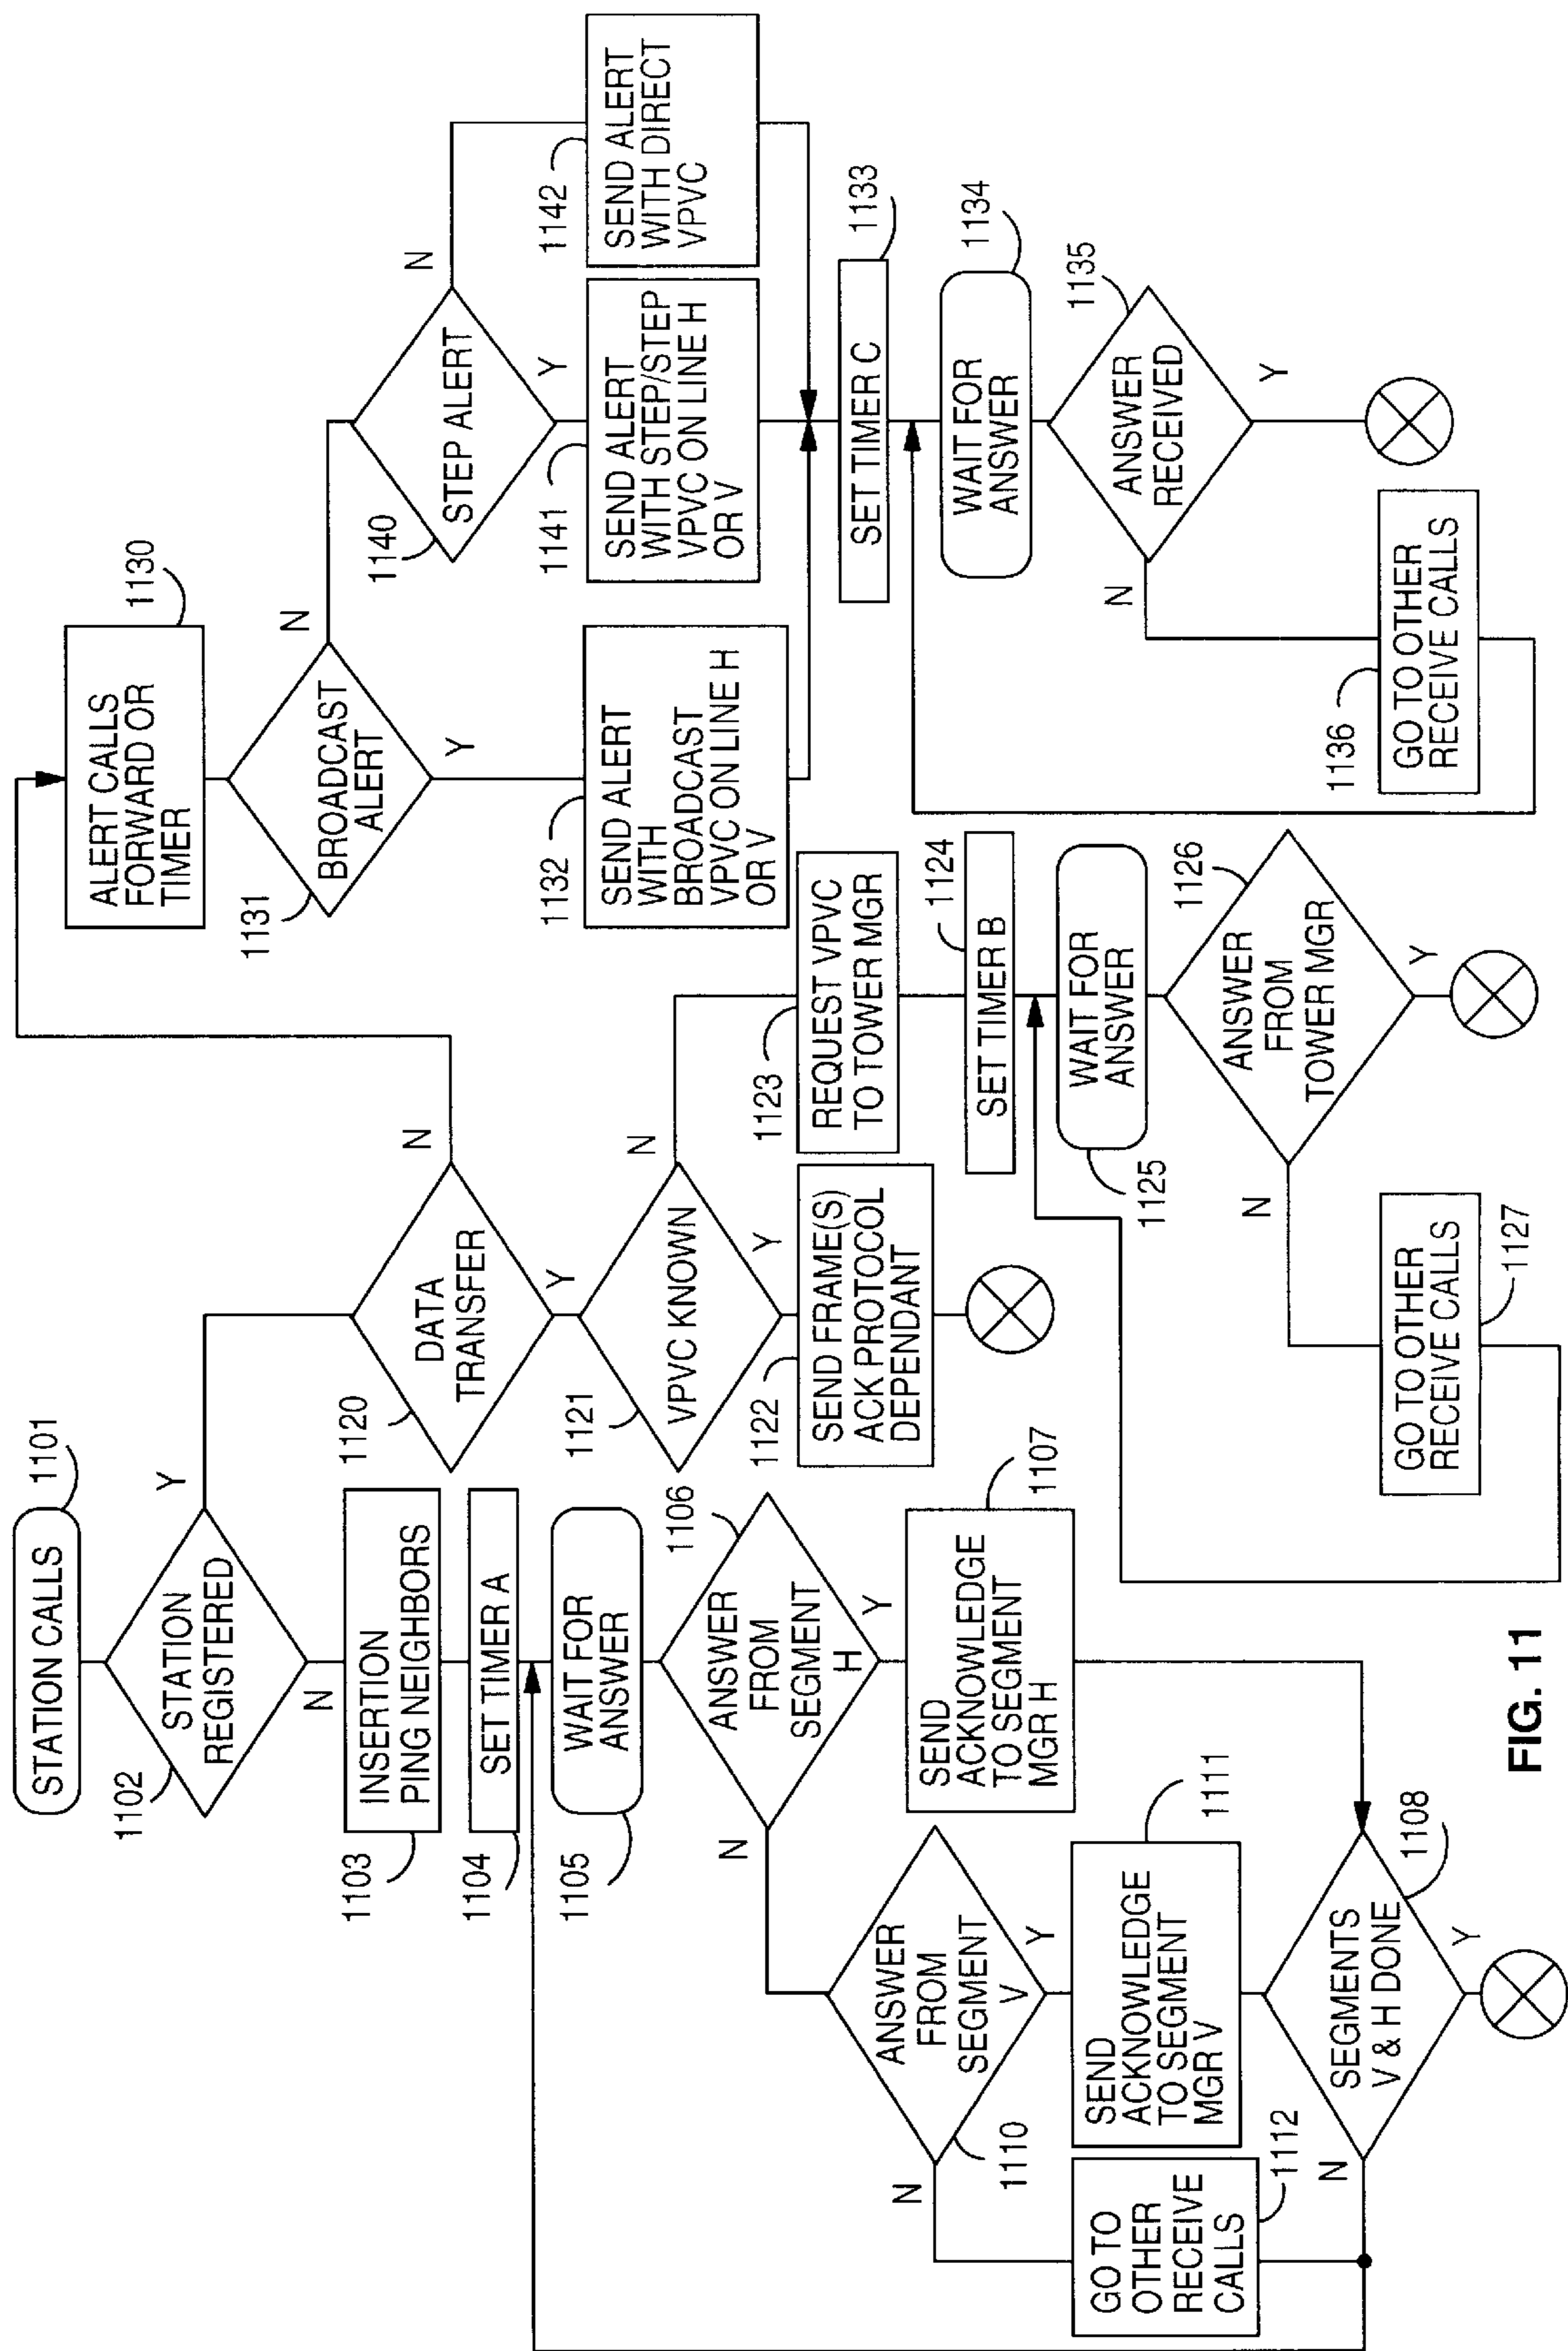 STATION CALLS
1101
1102
STATION
REGISTERED
Y
N
1103
INSERTION
PING NEIGHBORS
1104
SET TIMER A
1105
WAIT FOR
ANSWER
1106
ANSWER
FROM
SEGMENT
H
N
Y
1107
SEND
ACKNOWLEDGE
TO SEGMENT
MGR H
1110
ANSWER
FROM
SEGMENT
V
N
Y
1111
SEND
ACKNOWLEDGE
TO SEGMENT
MGR V
1112
GO TO
OTHER
RECEIVE
CALLS
1108
SEGMENTS
V & H DONE
N
Y
1120
DATA
TRANSFER
N
Y
1121
VPVC KNOWN
N
Y
1122
SEND FRAME(S)
ACK PROTOCOL
DEPENDANT
1123
REQUEST VPVC
TO TOWER MGR
1124
SET TIMER B
1125
WAIT FOR
ANSWER
1126
ANSWER
FROM
TOWER MGR
N
Y
1127
GO TO OTHER
RECEIVE CALLS
1130
ALERT CALLS
FORWARD OR
TIMER
1131
BROADCAST
ALERT
N
Y
1132
SEND ALERT
WITH
BROADCAST
VPVC ON LINE H
OR V
1140
STEP ALERT
N
Y
1141
SEND ALERT
WITH STEP/STEP
VPVC ON LINE H
OR V
1142
SEND ALERT
WITH DIRECT
VPVC
1133
SET TIMER C
1134
WAIT FOR
ANSWER
1135
ANSWER
RECEIVED
N
Y
1136
GO TO OTHER
RECEIVE CALLS
FIG. 11